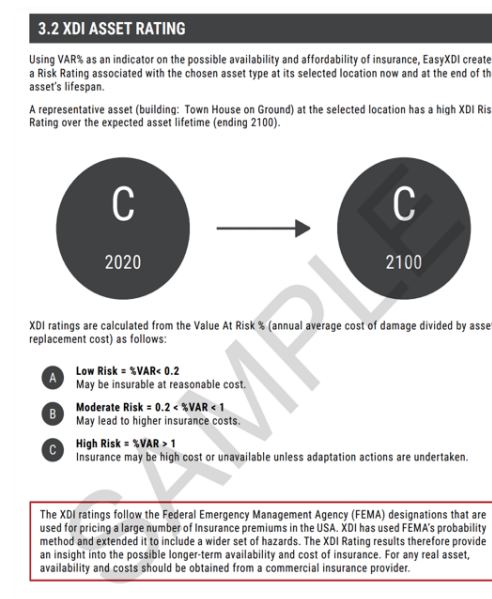 3.2 XDI ASSET RATING
Using VAR% as an indicator on the possible availability and affordability of insurance, EasyXDI create
a Risk Rating associated with the chosen asset type at its selected location now and at the end of th
asset's lifespan.
A representative asset (building: Town House on Ground) at the selected location has a high XDI Ris
Rating over the expected asset lifetime (ending 2100).
C
C
2020
2100
XDI ratings are calculated from the Value At Risk % (annual average cost of damage divided by asse
replacement cost) as follows:
A
Low Risk = %VAR< 0.2
May be insurable at reasonable cost.
B
Moderate Risk = 0.2 < %VAR < 1
May lead to higher insurance costs.
C
High Risk = %VAR > 1
Insurance may be high cost or unavailable unless adaptation actions are undertaken.
The XDI ratings follow the Federal Emergency Management Agency (FEMA) designations that are
used for pricing a large number of Insurance premiums in the USA. XDI has used FEMA's probability
method and extended it to include a wider set of hazards. The XDI Rating results therefore provide
an insight into the possible longer-term availability and cost of insurance. For any real asset,
availability and costs should be obtained from a commercial insurance provider.
SAMPLE